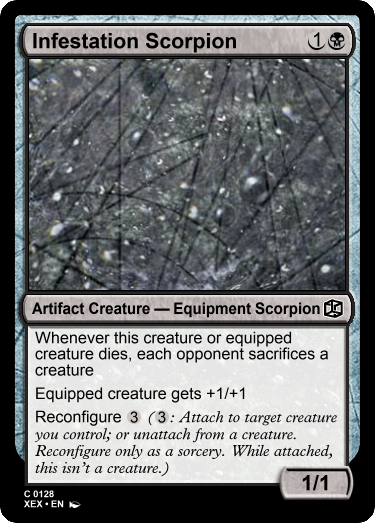 Infestation Scorpion 1
Artifact Creature — Equipment Scorpion
Whenever this creature or equipped
creature dies, each opponent sacrifices a
creature
Equipped creature gets +1/+1
Reconfigure 3 (3: Attach to target creature
you control; or unattach from a creature.
Reconfigure only as a sorcery. While attached,
this isn't a creature.)
1/1
C 0128
XEX • EN